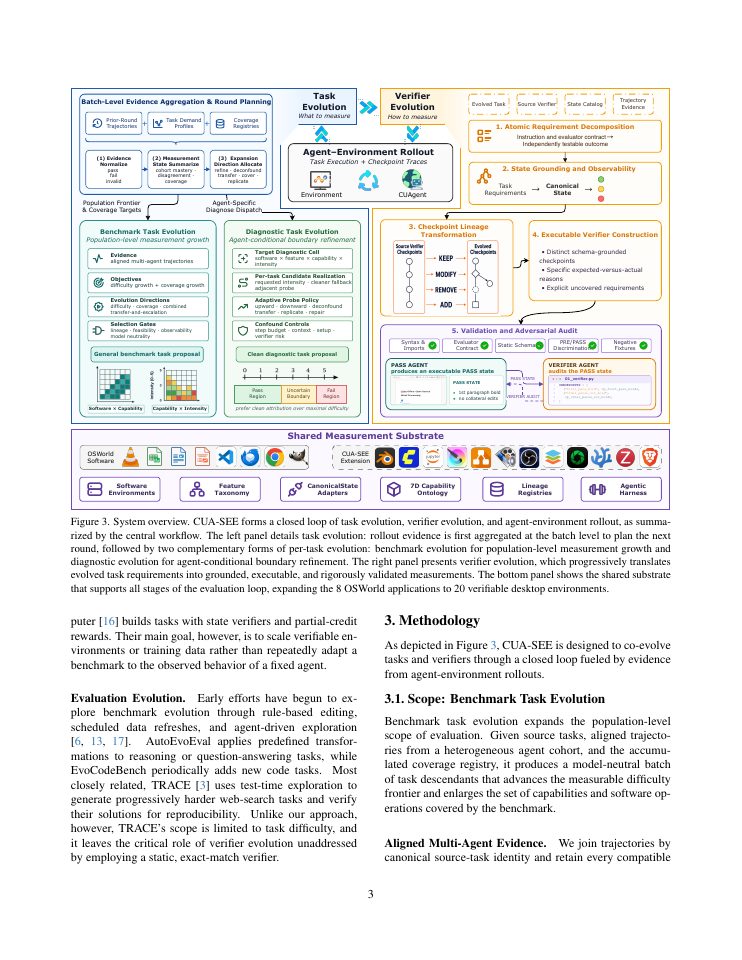 Batch-Level Evidence Aggregation & Round Planning
Prior-Round
Trajectories
+
Task Demand
Profiles
+
Coverage
Registries
(1) Evidence
Normalize
pass
fail
invalid
(2) Measurement
State Summarize
cohort mastery ·
disagreement ·
coverage
(3) Expansion
Direction Allocate
refine · deconfound
transfer · cover ·
replicate
Population Frontier
& Coverage Targets
Agent-Specific
Diagnose Dispatch
Task
Evolution
What to measure
Verifier
Evolution
How to measure
Agent–Environment Rollout
Task Execution + Checkpoint Traces
Environment
CUAgent
Benchmark Task Evolution
Population-level measurement growth
Evidence
aligned multi-agent trajectories
Objectives
difficulty growth + coverage growth
Evolution Directions
difficulty · coverage · combined
transfer-and-escalation
Selection Gates
lineage · feasibility · observability
model neutrality
General benchmark task proposal
Software × Capability
Intensity (0–5)
Capability × Intensity
Diagnostic Task Evolution
Agent-conditional boundary refinement
Target Diagnostic Cell
software × feature × capability ×
intensity
Per-task Candidate Realization
requested intensity · cleaner fallback
adjacent probe
Adaptive Probe Policy
upward · downward · deconfound
transfer · replicate · repair
Confound Controls
step budget · context · setup ·
verifier risk
Clean diagnostic task proposal
0 1 2 3 4 5
Pass
Region
Uncertain
Boundary
Fail
Region
prefer clean attribution over maximal difficulty
Evolved Task
Source Verifier
State Catalog
Trajectory
Evidence
1. Atomic Requirement Decomposition
Instruction and evaluator contract→
Independently testable outcome
2. State Grounding and Observability
Task
Requirements
→
Canonical
State
→
3. Checkpoint Lineage
Transformation
Source Verifier
Checkpoints
Evolved
Checkpoints
KEEP
MODIFY
REMOVE
ADD
4. Executable Verifier Construction
• Distinct schema-grounded
checkpoints
• Specific expected-versus-actual
reasons
• Explicit uncovered requirements
5. Validation and Adversarial Audit
Syntax &
Imports
Evaluator
Contract
Static Schema
PRE/PASS
Discrimination
Negative
Fixtures
PASS AGENT
produces an executable PASS state
PASS STATE
1st paragraph bold
no collateral edits
PASS STATE
VERIFIER AUDIT
VERIFIER AGENT
audits the PASS state
01_verifier.py
Shared Measurement Substrate
OSWorld
Software
CUA-SEE
Extension
Software
Environments
Feature
Taxonomy
CanonicalState
Adapters
7D Capability
Ontology
Lineage
Registries
Agentic
Harness
Figure 3. System overview. CUA-SEE forms a closed loop of task evolution, verifier evolution, and agent-environment rollout, as summa-
rized by the central workflow. The left panel details task evolution: rollout evidence is first aggregated at the batch level to plan the next
round, followed by two complementary forms of per-task evolution: benchmark evolution for population-level measurement growth and
diagnostic evolution for agent-conditional boundary refinement. The right panel presents verifier evolution, which progressively translates
evolved task requirements into grounded, executable, and rigorously validated measurements. The bottom panel shows the shared substrate
that supports all stages of the evaluation loop, expanding the 8 OSWorld applications to 20 verifiable desktop environments.
puter [16] builds tasks with state verifiers and partial-credit
rewards. Their main goal, however, is to scale verifiable en-
vironments or training data rather than repeatedly adapt a
benchmark to the observed behavior of a fixed agent.
Evaluation Evolution. Early efforts have begun to ex-
plore benchmark evolution through rule-based editing,
scheduled data refreshes, and agent-driven exploration
[6, 13, 17]. AutoEvoEval applies predefined transfor-
mations to reasoning or question-answering tasks, while
EvoCodeBench periodically adds new code tasks. Most
closely related, TRACE [3] uses test-time exploration to
generate progressively harder web-search tasks and verify
their solutions for reproducibility. Unlike our approach,
however, TRACE's scope is limited to task difficulty, and
it leaves the critical role of verifier evolution unaddressed
by employing a static, exact-match verifier.
3. Methodology
As depicted in Figure 3, CUA-SEE is designed to co-evolve
tasks and verifiers through a closed loop fueled by evidence
from agent-environment rollouts.
3.1. Scope: Benchmark Task Evolution
Benchmark task evolution expands the population-level
scope of evaluation. Given source tasks, aligned trajecto-
ries from a heterogeneous agent cohort, and the accumu-
lated coverage registry, it produces a model-neutral batch
of task descendants that advances the measurable difficulty
frontier and enlarges the set of capabilities and software op-
erations covered by the benchmark.
Aligned Multi-Agent Evidence. We join trajectories by
canonical source-task identity and retain every compatible
3